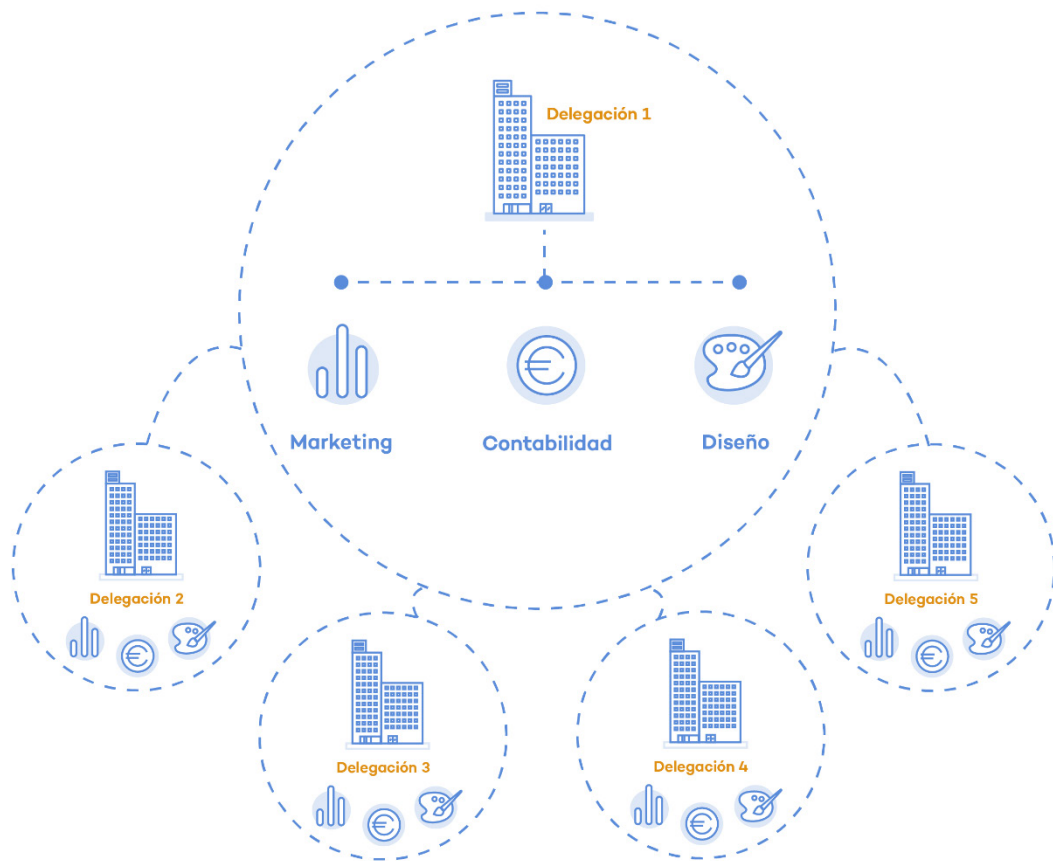 Delegación 1
Marketing
Contabilidad
Diseño
Delegación 2
Delegación 5
Delegación 3
Delegación 4